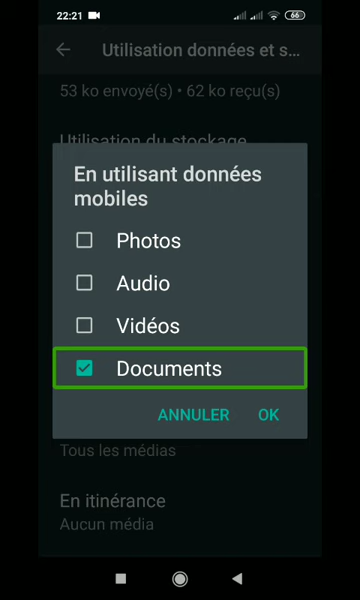 22:21
66
Utilisation données et s...
53 ko envoyé(s) • 62 ko reçu(s)
Utilisation du stockage
En utilisant données
mobiles
Photos
Audio
Vidéos
Documents
ANNULER OK
Tous les médias
En itinérance
Aucun média